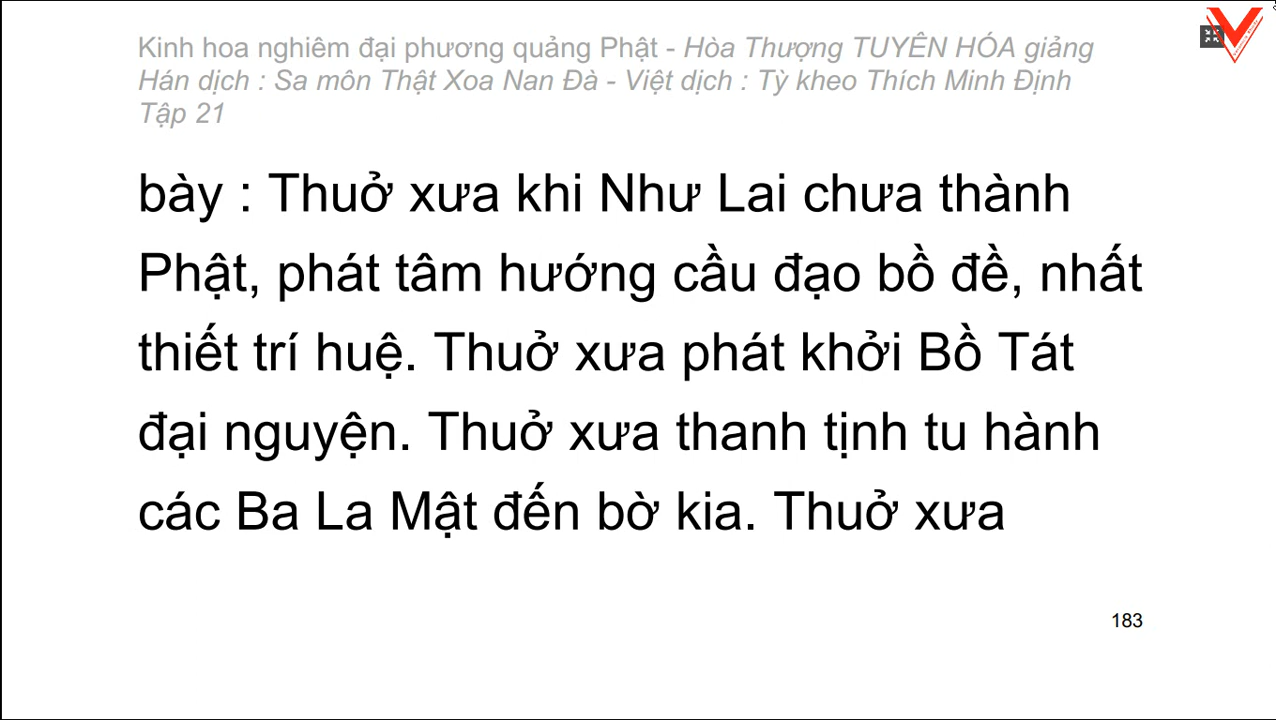 Kinh hoa nghiêm đại phương quảng Phật - Hòa Thượng TUYÊN HÓA giảng
Hán dịch : Sa môn Thật Xoa Nan Đà - Việt dịch : Tỳ kheo Thích Minh Định
Tập 21
bày : Thuở xưa khi Như Lai chưa thành
Phật, phát tâm hướng cầu đạo bồ đề, nhất
thiết trí huệ. Thuở xưa phát khởi Bồ Tát
đại nguyện. Thuở xưa thanh tịnh tu hành
các Ba La Mật đến bờ kia. Thuở xưa
183